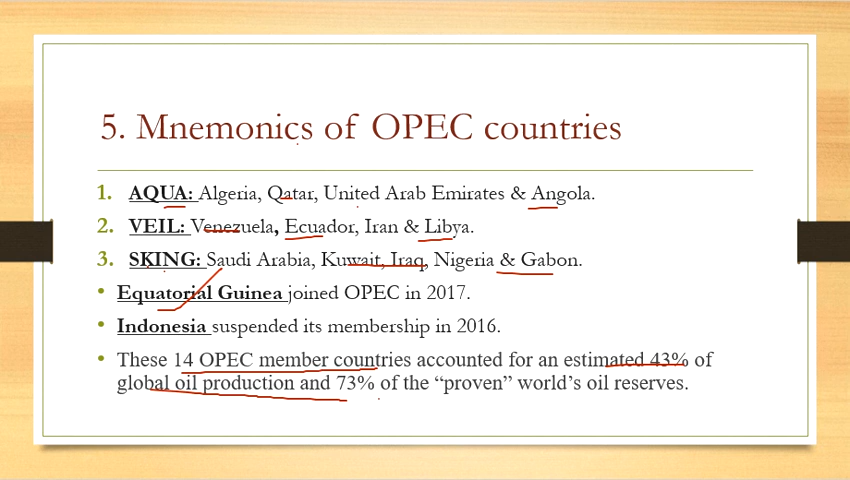 5. Mnemonics of OPEC countries
1. AQUA: Algeria, Qatar, United Arab Emirates & Angola.
2. VEIL: Venezuela, Ecuador, Iran & Libya.
3. SKING: Saudi Arabia, Kuwait, Iraq, Nigeria & Gabon.
• Equatorial Guinea joined OPEC in 2017.
• Indonesia suspended its membership in 2016.
• These 14 OPEC member countries accounted for an estimated 43% of
global oil production and 73% of the “proven” world’s oil reserves.